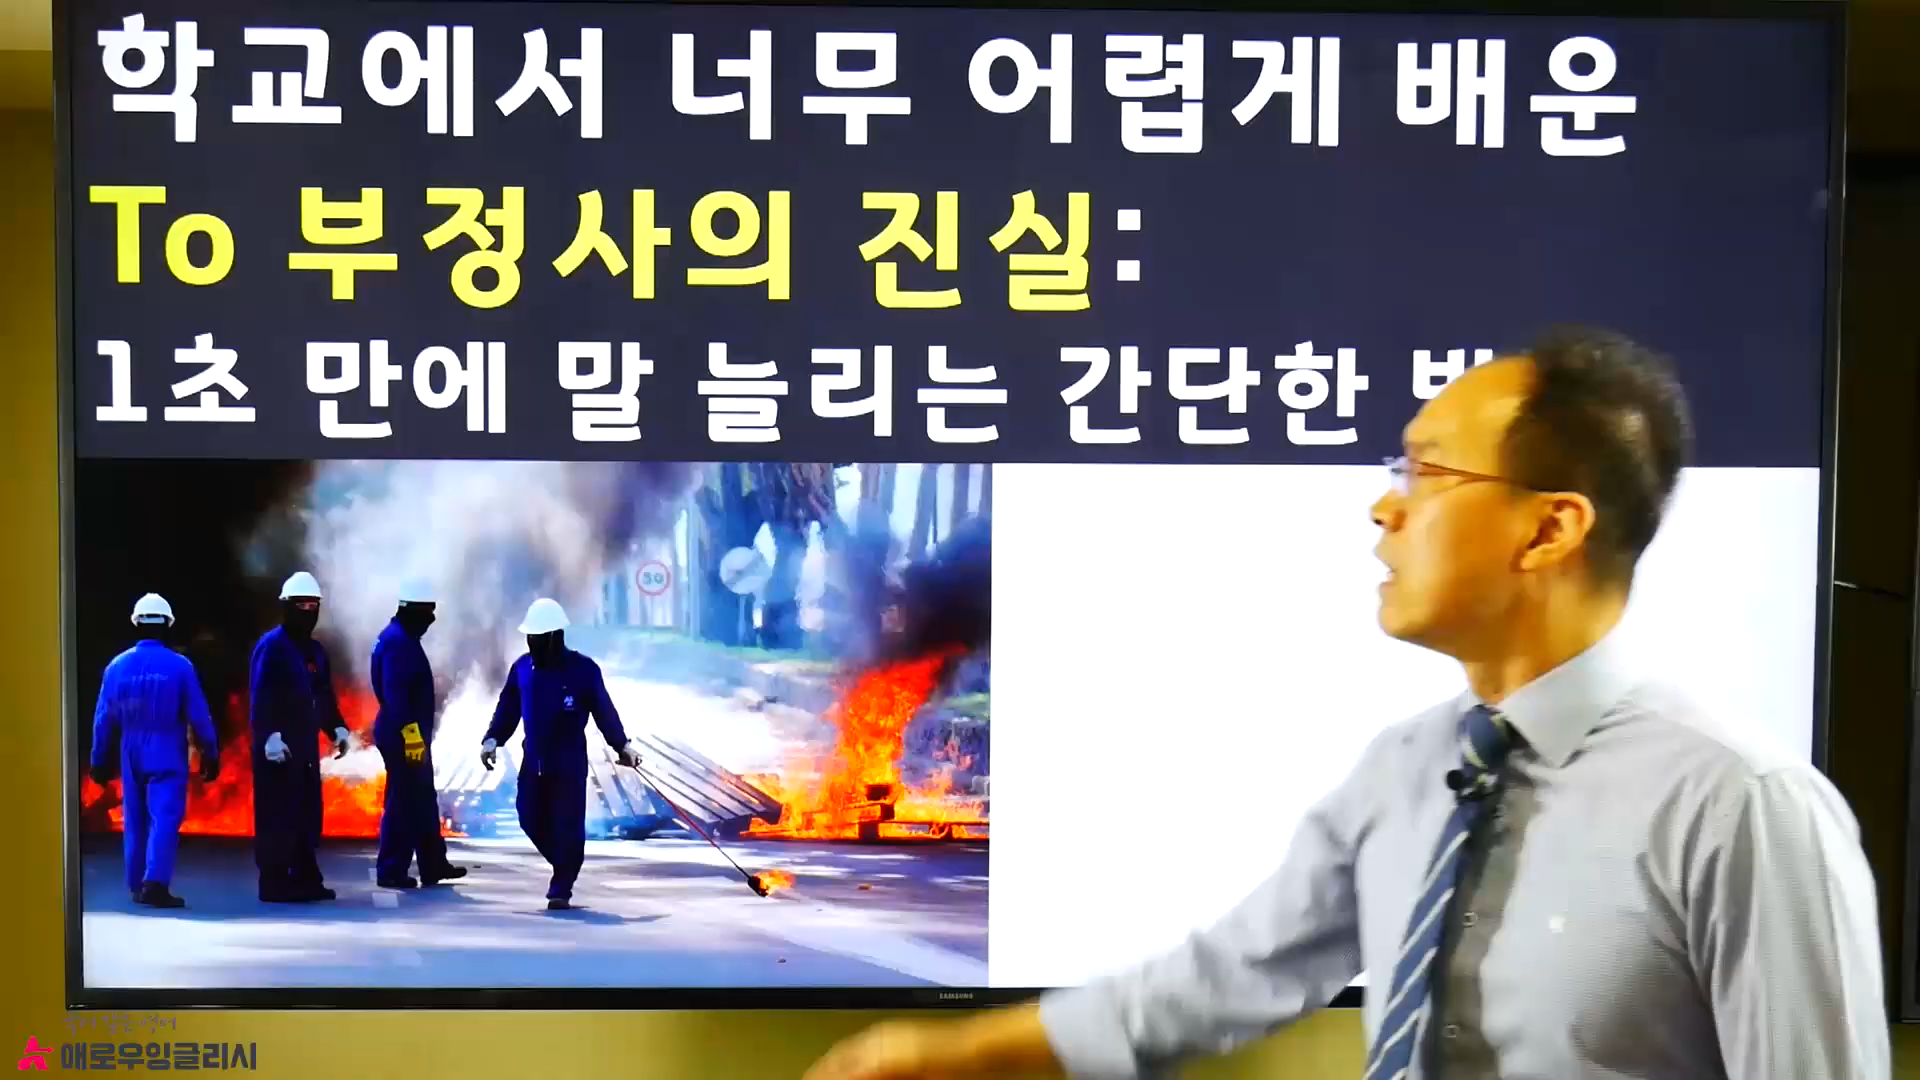 학교에서 너무 어렵게 배운
To 부정사의 진실:
1초 만에 말 늘리는 간단한
50
SAMSUNG
애로우잉글리시